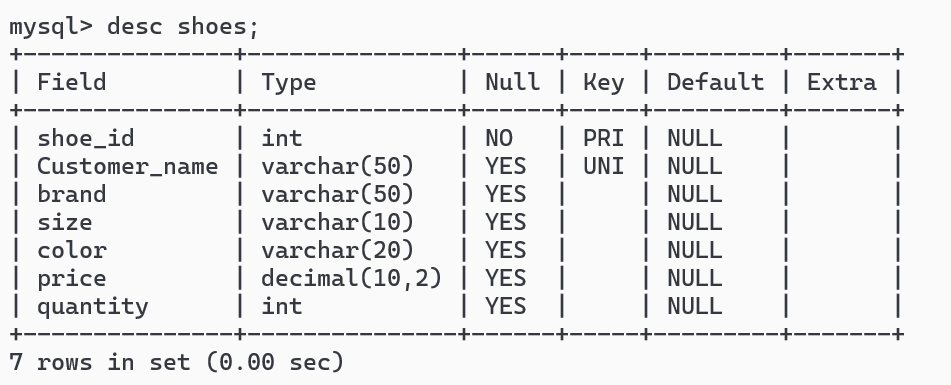 mysql> desc shoes;
+---------------+---------------+------+-----+---------+-------+
| Field         | Type          | Null | Key | Default | Extra |
+---------------+---------------+------+-----+---------+-------+
| shoe_id       | int           | NO   | PRI | NULL    |       |
| Customer_name | varchar(50)   | YES  | UNI | NULL    |       |
| brand         | varchar(50)   | YES  |     | NULL    |       |
| size          | varchar(10)   | YES  |     | NULL    |       |
| color         | varchar(20)   | YES  |     | NULL    |       |
| price         | decimal(10,2) | YES  |     | NULL    |       |
| quantity      | int           | YES  |     | NULL    |       |
+---------------+---------------+------+-----+---------+-------+
7 rows in set (0.00 sec)